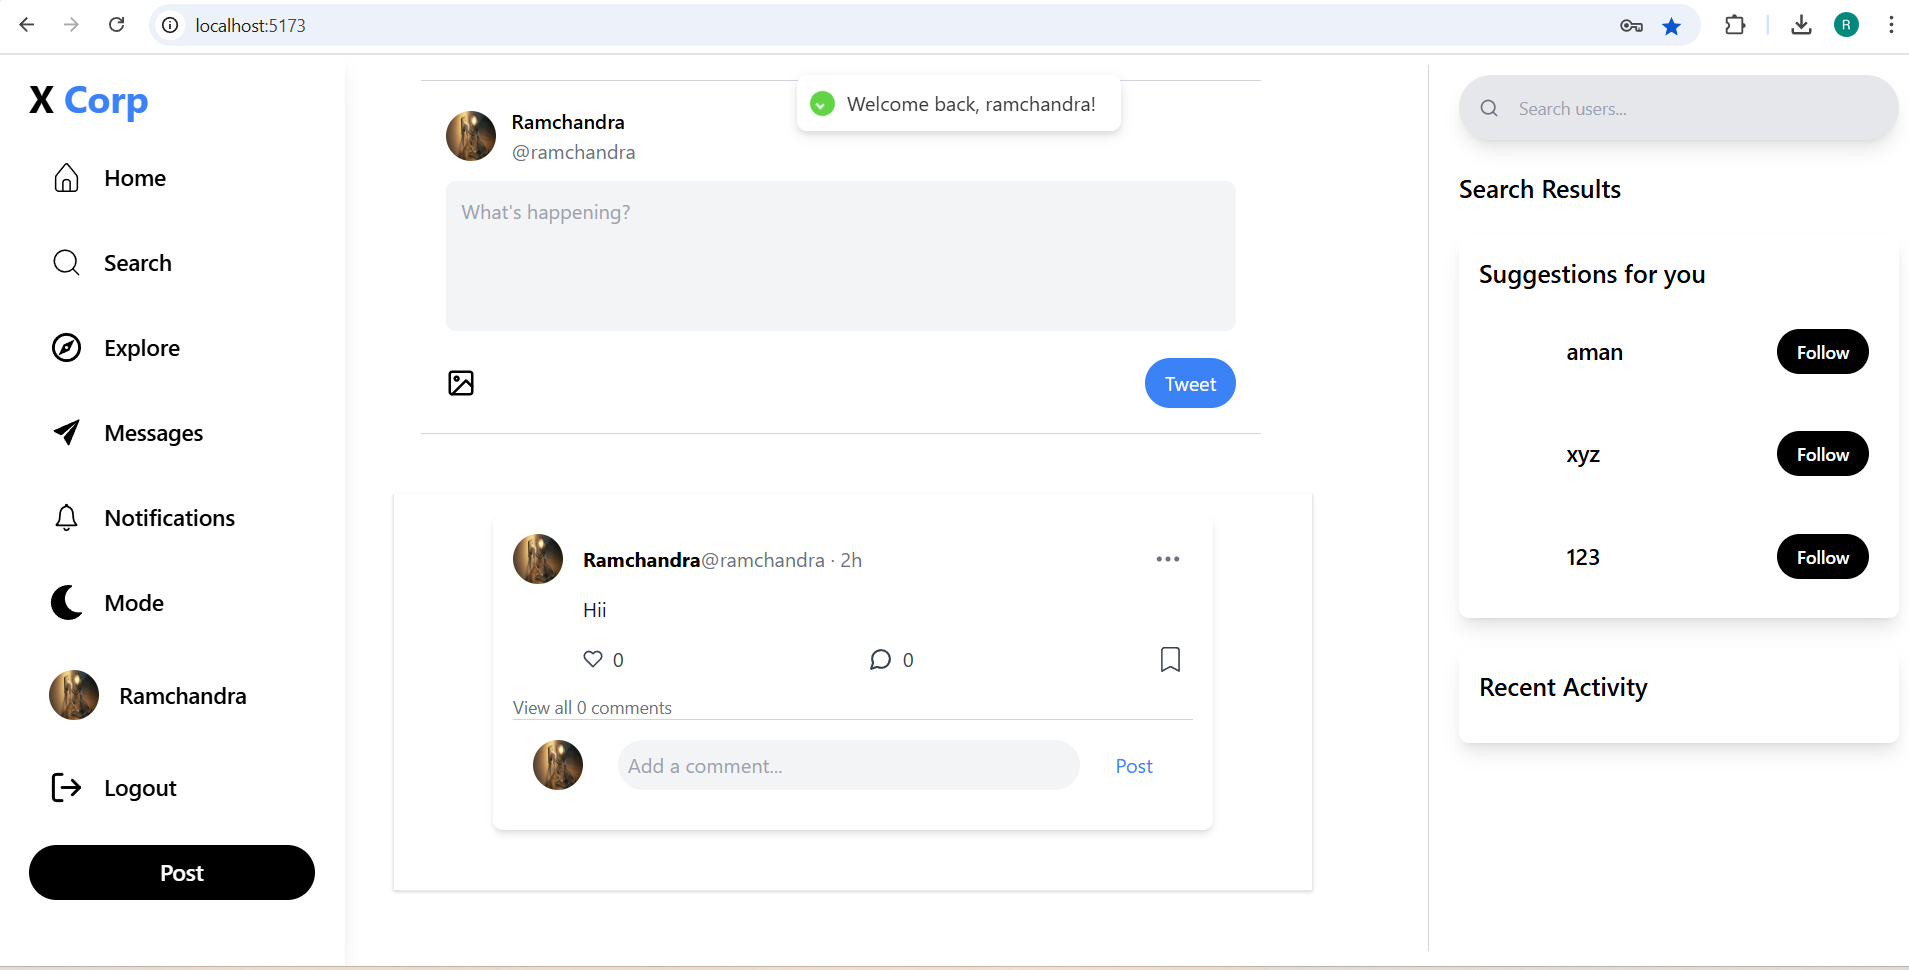 localhost:5173
R
X Corp
Home
Search
Explore
Messages
Notifications
Mode
Ramchandra
Logout
Post
Welcome back, ramchandra!
Ramchandra
@ramchandra
What's happening?
Tweet
Ramchandra@ramchandra · 2h
Hii
0 0
View all 0 comments
Add a comment... Post
Search users...
Search Results
Suggestions for you
aman Follow
xyz Follow
123 Follow
Recent Activity